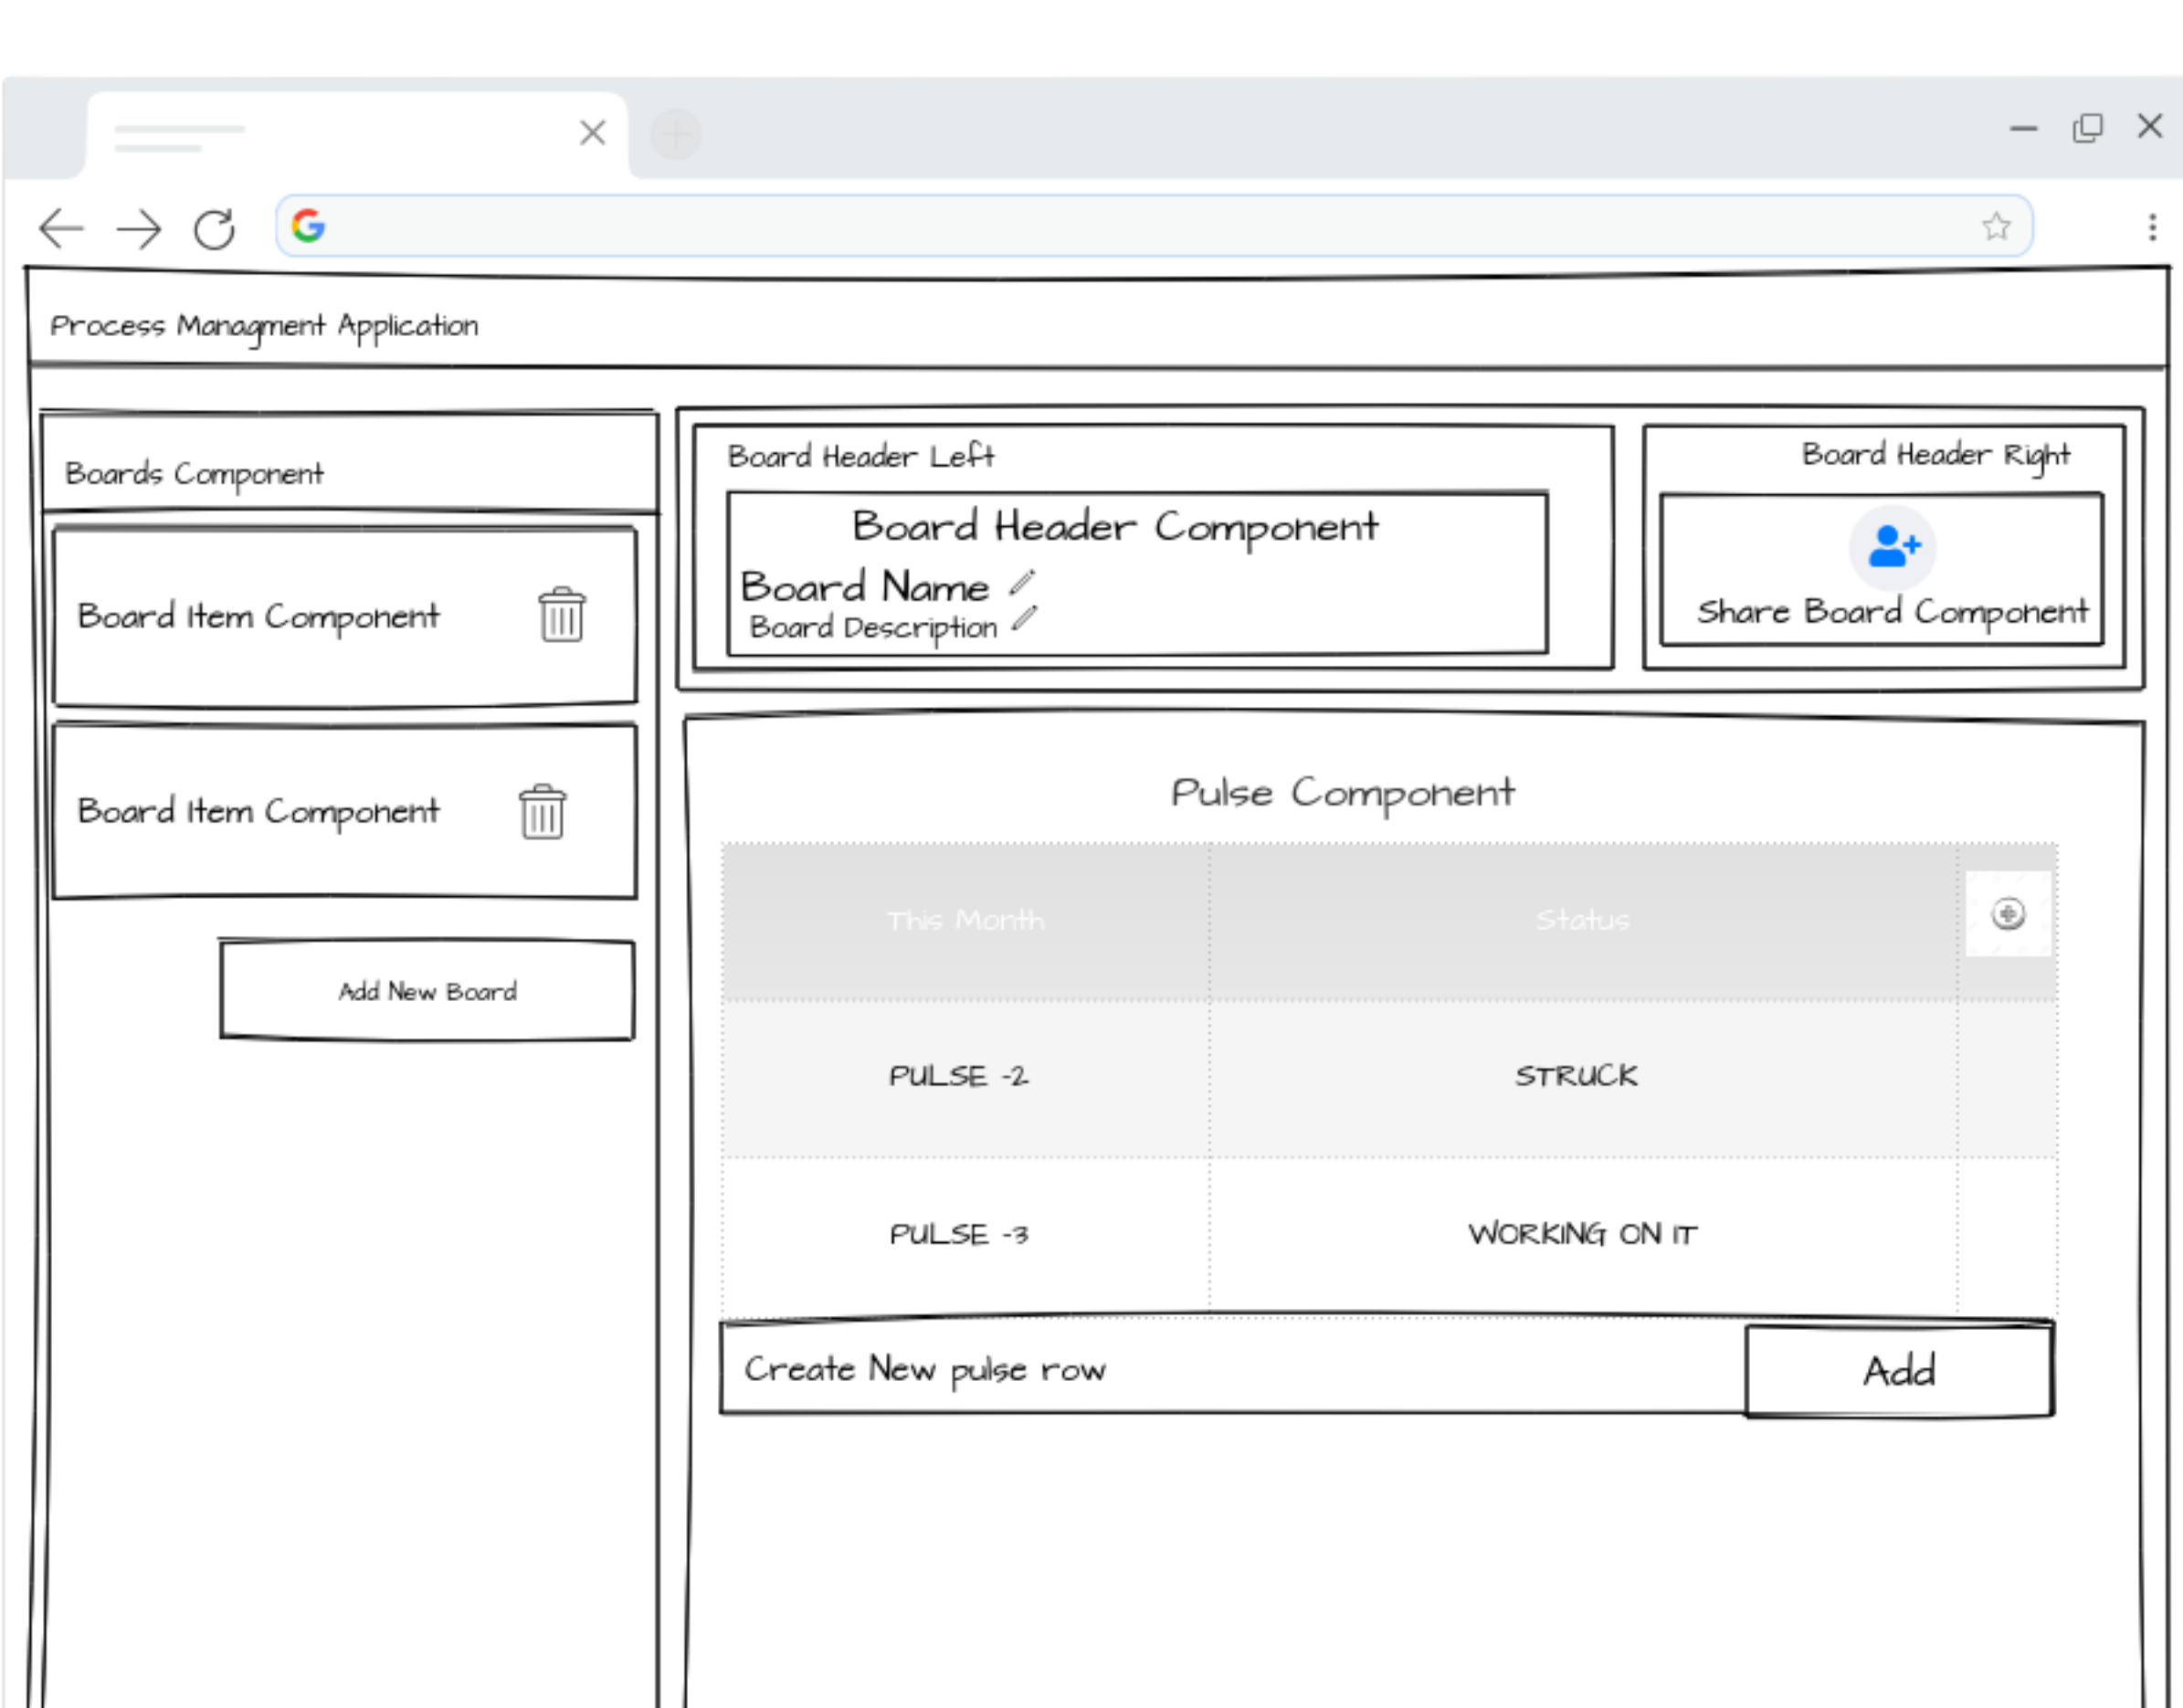 Process Managment Application
Boards Component
Board Item Component
Board Item Component
Add New Board
Board Header Left
Board Header Component
Board Name
Board Description
Board Header Right
Share Board Component
Pulse Component
This Month Status
PULSE -2 STRUCK
PULSE -3 WORKING ON IT
Create New pulse row Add